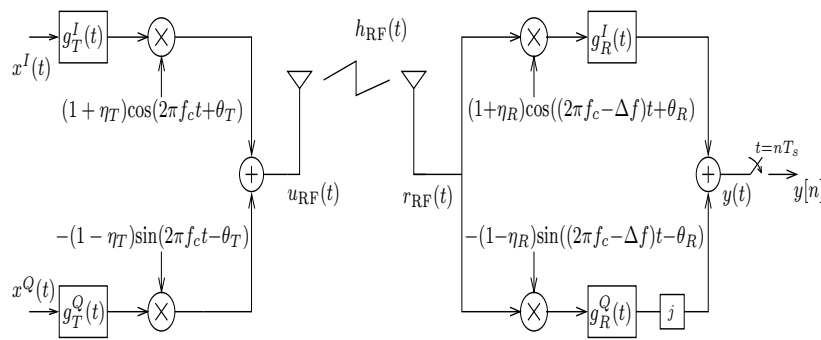 g_T^I(t)
x^I(t)
(1 + η_T)cos(2πf_c t+θ_T)
-(1 - η_T)sin(2πf_c t-θ_T)
x^Q(t)
g_T^Q(t)
+
u_RF(t)
h_RF(t)
r_RF(t)
(1+η_R)cos((2πf_c-Δf)t+θ_R)
g_R^I(t)
-(1-η_R)sin((2πf_c-Δf)t-θ_R)
g_R^Q(t)
j
+
y(t)
t=nT_s
y[n]